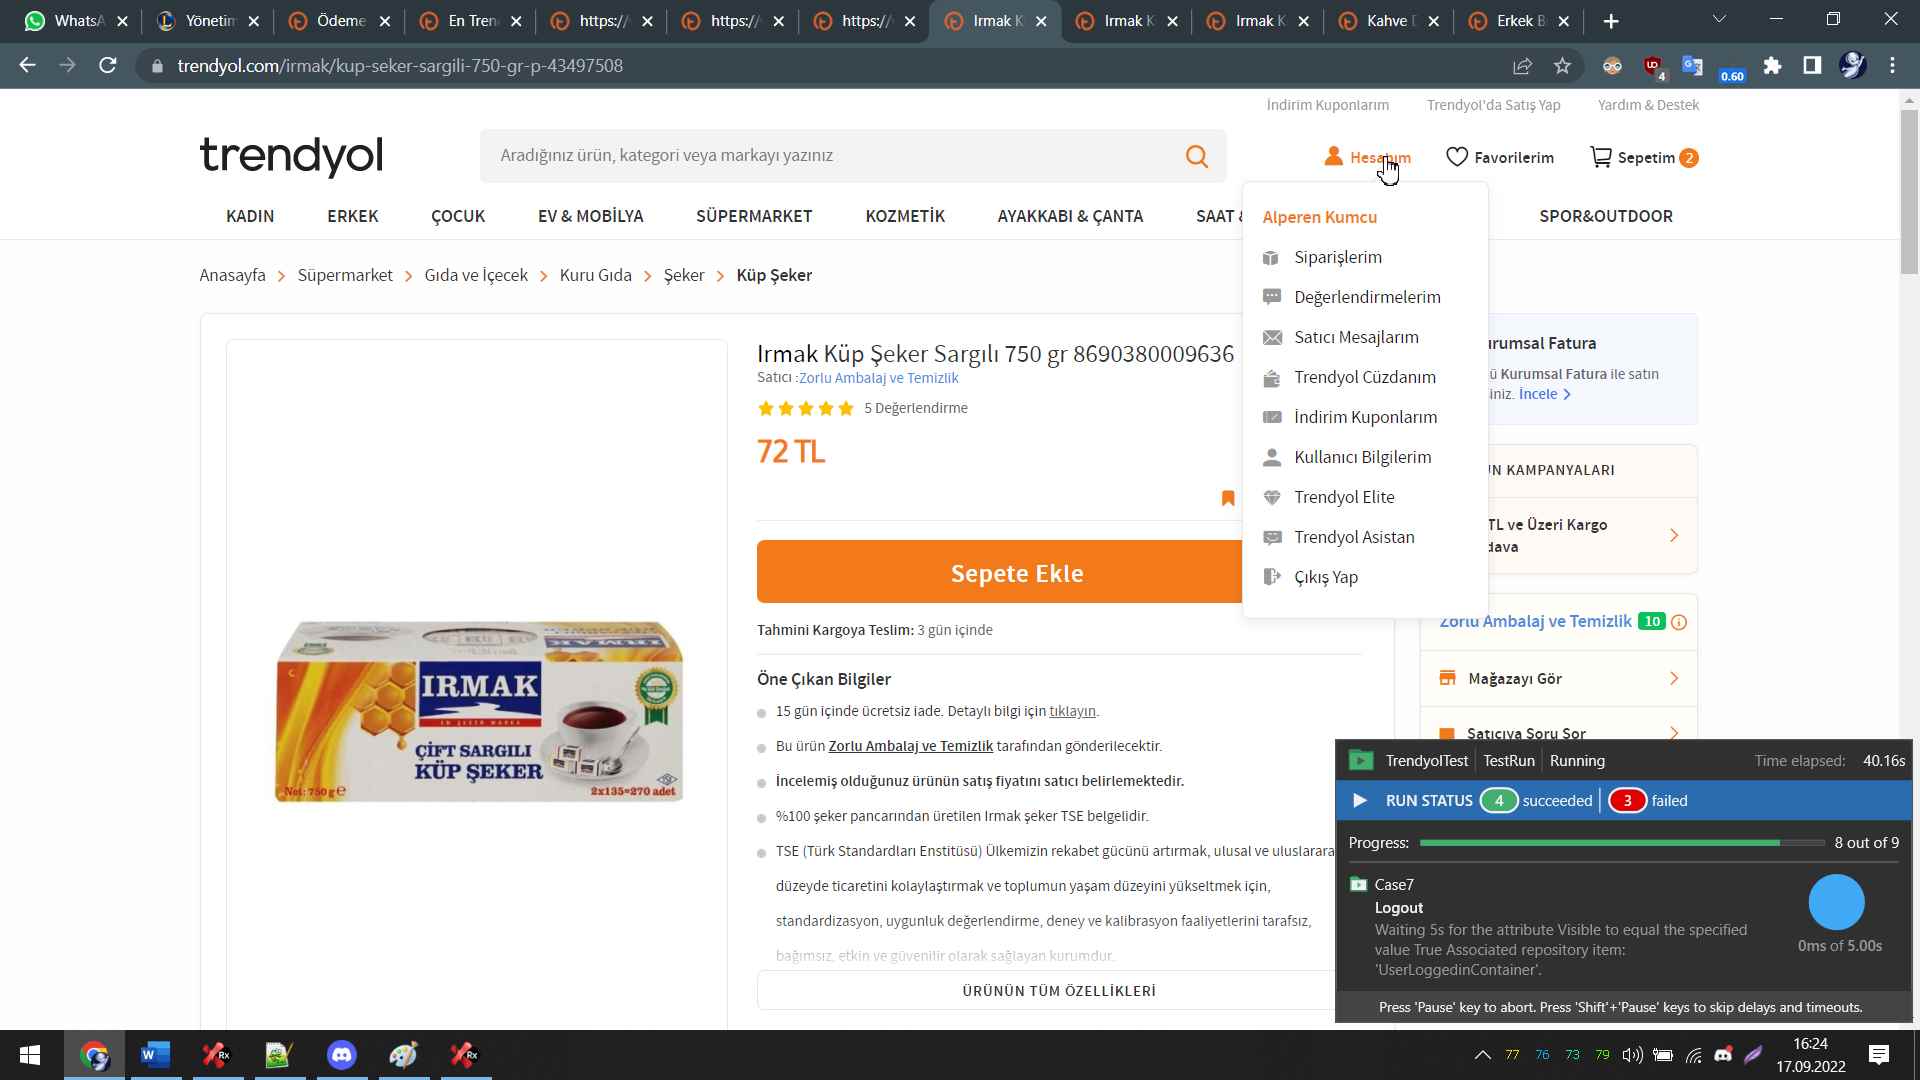 WhatsA
Yönetim
Ödeme
En Tren
https://
https://
https://
Irmak K
Irmak K
Irmak K
Kahve D
Erkek B
trendyol.com/irmak/kup-seker-sargili-750-gr-p-43497508
4
0.60
İndirim Kuponlarım
Trendyol'da Satış Yap
Yardım & Destek
trendyol
Aradığınız ürün, kategori veya markayı yazınız
Hesabım
Favorilerim
Sepetim 2
KADIN
ERKEK
ÇOCUK
EV & MOBİLYA
SÜPERMARKET
KOZMETİK
AYAKKABI & ÇANTA
SAAT &
SPOR&OUTDOOR
Alperen Kumcu
Siparişlerim
Değerlendirmelerim
Satıcı Mesajlarım
Trendyol Cüzdanım
İndirim Kuponlarım
Kullanıcı Bilgilerim
Trendyol Elite
Trendyol Asistan
Çıkış Yap
Anasayfa > Süpermarket > Gıda ve İçecek > Kuru Gıda > Şeker > Küp Şeker
Irmak Küp Şeker Sargılı 750 gr 8690380009636
Satıcı :Zorlu Ambalaj ve Temizlik
5 Değerlendirme
72 TL
Sepete Ekle
Tahmini Kargoya Teslim: 3 gün içinde
Öne Çıkan Bilgiler
15 gün içinde ücretsiz iade. Detaylı bilgi için tıklayın.
Bu ürün Zorlu Ambalaj ve Temizlik tarafından gönderilecektir.
İncelemiş olduğunuz ürünün satış fiyatını satıcı belirlemektedir.
%100 şeker pancarından üretilen Irmak şeker TSE belgelidir.
TSE (Türk Standardları Enstitüsü) Ülkemizin rekabet gücünü artırmak, ulusal ve uluslarara
düzeyde ticaretini kolaylaştırmak ve toplumun yaşam düzeyini yükseltmek için,
standardizasyon, uygunluk değerlendirme, deney ve kalibrasyon faaliyetlerini tarafsız,
bağımsız, etkin ve güvenilir olarak sağlayan kurumdur.
ÜRÜNÜN TÜM ÖZELLİKLERİ
IRMAK
ÇİFT SARGILI
KÜP ŞEKER
Net: 750 g e
2x135=270 adet
urumsal Fatura
ü Kurumsal Fatura ile satın
siniz. İncele >
N KAMPANYALARI
TL ve Üzeri Kargo
dava
Zorlu Ambalaj ve Temizlik 10
Mağazayı Gör
Satıcıya Soru Sor
TrendyolTest
TestRun
Running
Time elapsed: 40.16s
RUN STATUS 4 succeeded 3 failed
Progress: 8 out of 9
Case7
Logout
Waiting 5s for the attribute Visible to equal the specified
value True Associated repository item:
'UserLoggedinContainer'.
0ms of 5.00s
Press 'Pause' key to abort. Press 'Shift'+'Pause' keys to skip delays and timeouts.
Rx
Rx
77 76 73 79
16:24
17.09.2022